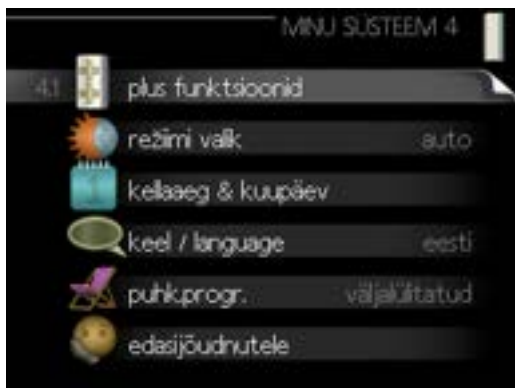 MINU SÜSTEEM 4
4.1 plus funktsioonid
režiimi valik auto
kellaaeg & kuupäev
keel / language eesti
puhk.progr. väljalülitatud
edasijõudnutele